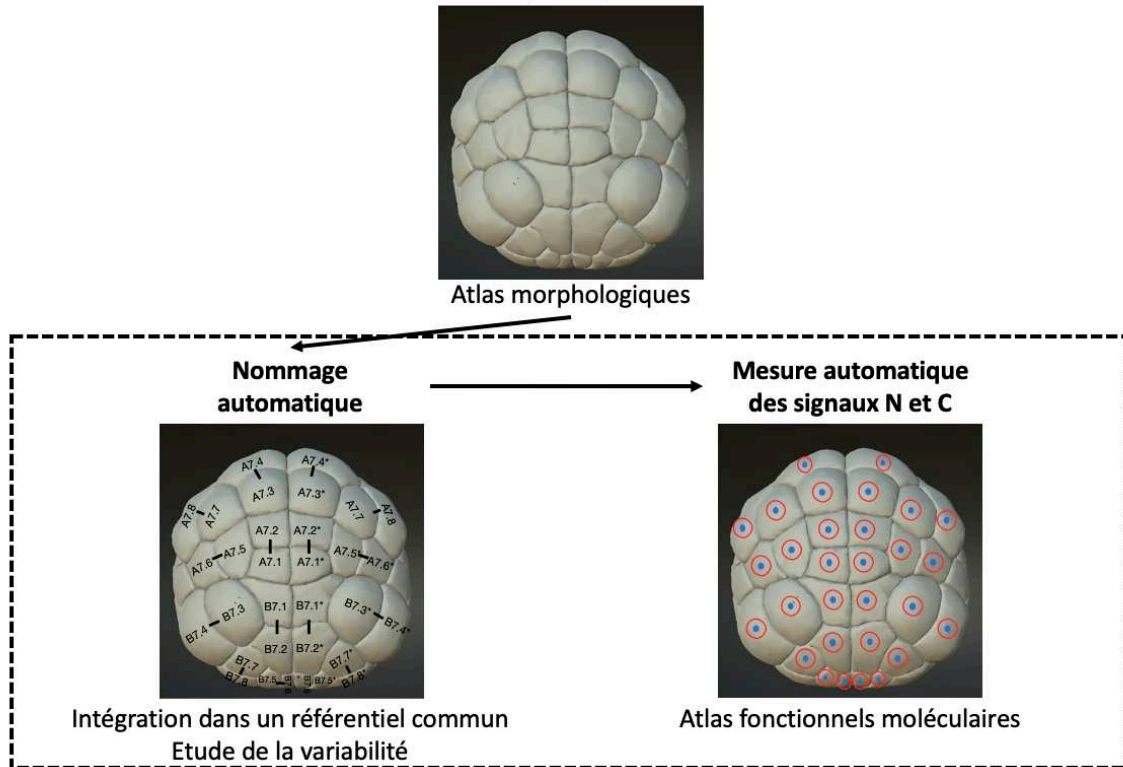 Atlas morphologiques
Nommage
automatique
Mesure automatique
des signaux N et C
A7.4
A7.4*
A7.3
A7.3*
A7.8
A7.7
A7.7
A7.8
A7.2
A7.2*
A7.6
A7.5
A7.1
A7.1*
A7.5*
A7.6*
B7.4
B7.3
B7.1
B7.1*
B7.3*
B7.4*
B7.2
B7.2*
B7.8
B7.7
B7.7*
B7.8*
B7.5
B7.5*
Intégration dans un référentiel commun
Etude de la variabilité
Atlas fonctionnels moléculaires